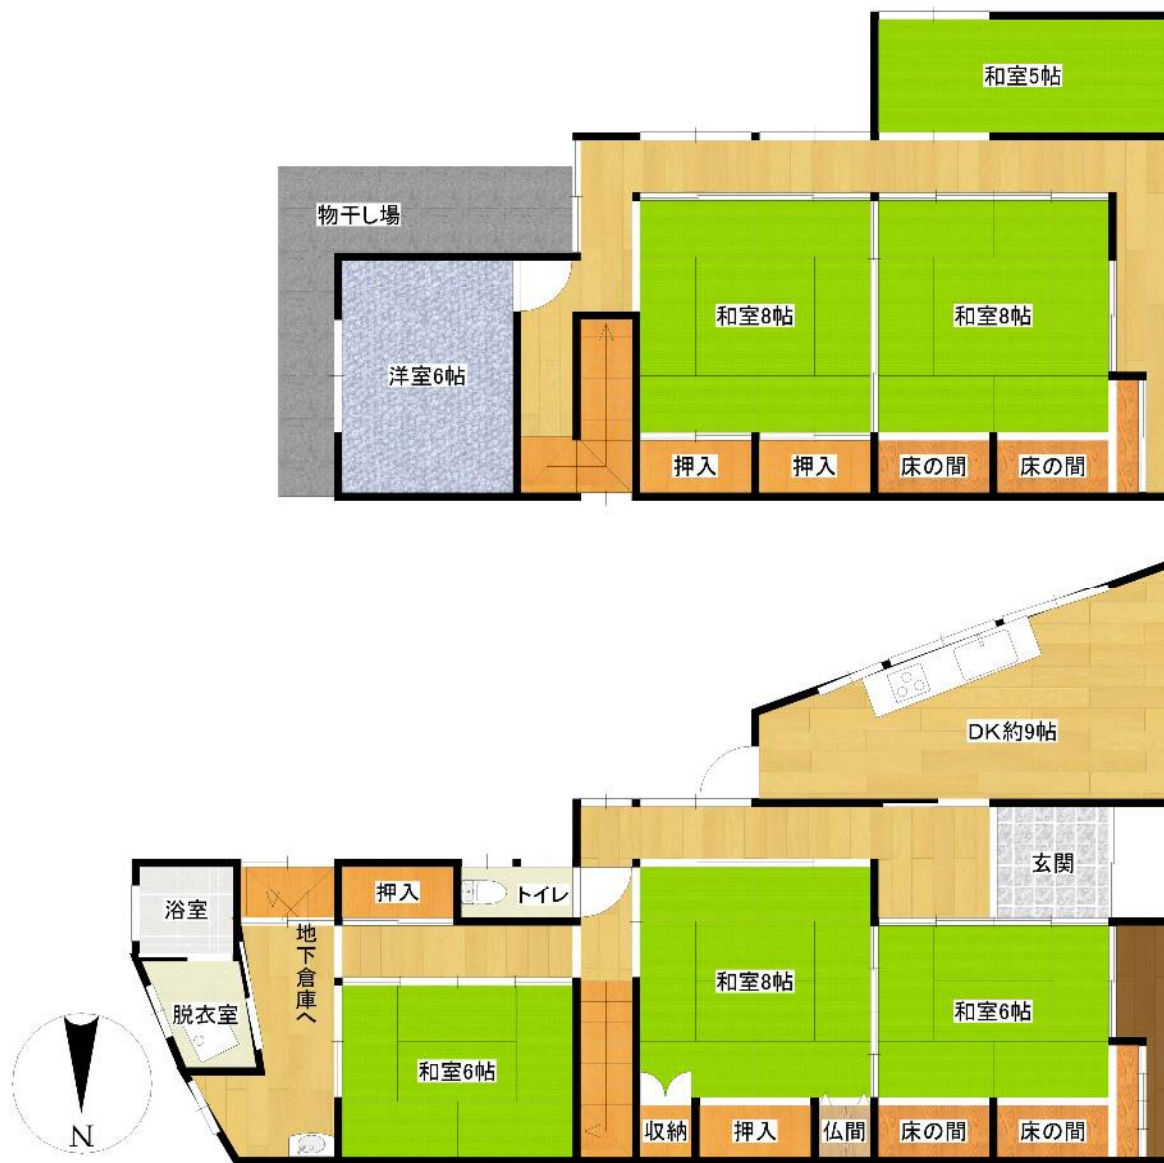 和室5帖
物干し場
和室8帖
和室8帖
洋室6帖
押入
押入
床の間
床の間
DK約9帖
玄関
押入
トイレ
浴室
地下倉庫へ
和室8帖
脱衣室
和室6帖
和室6帖
収納
押入
仏間
床の間
床の間
N